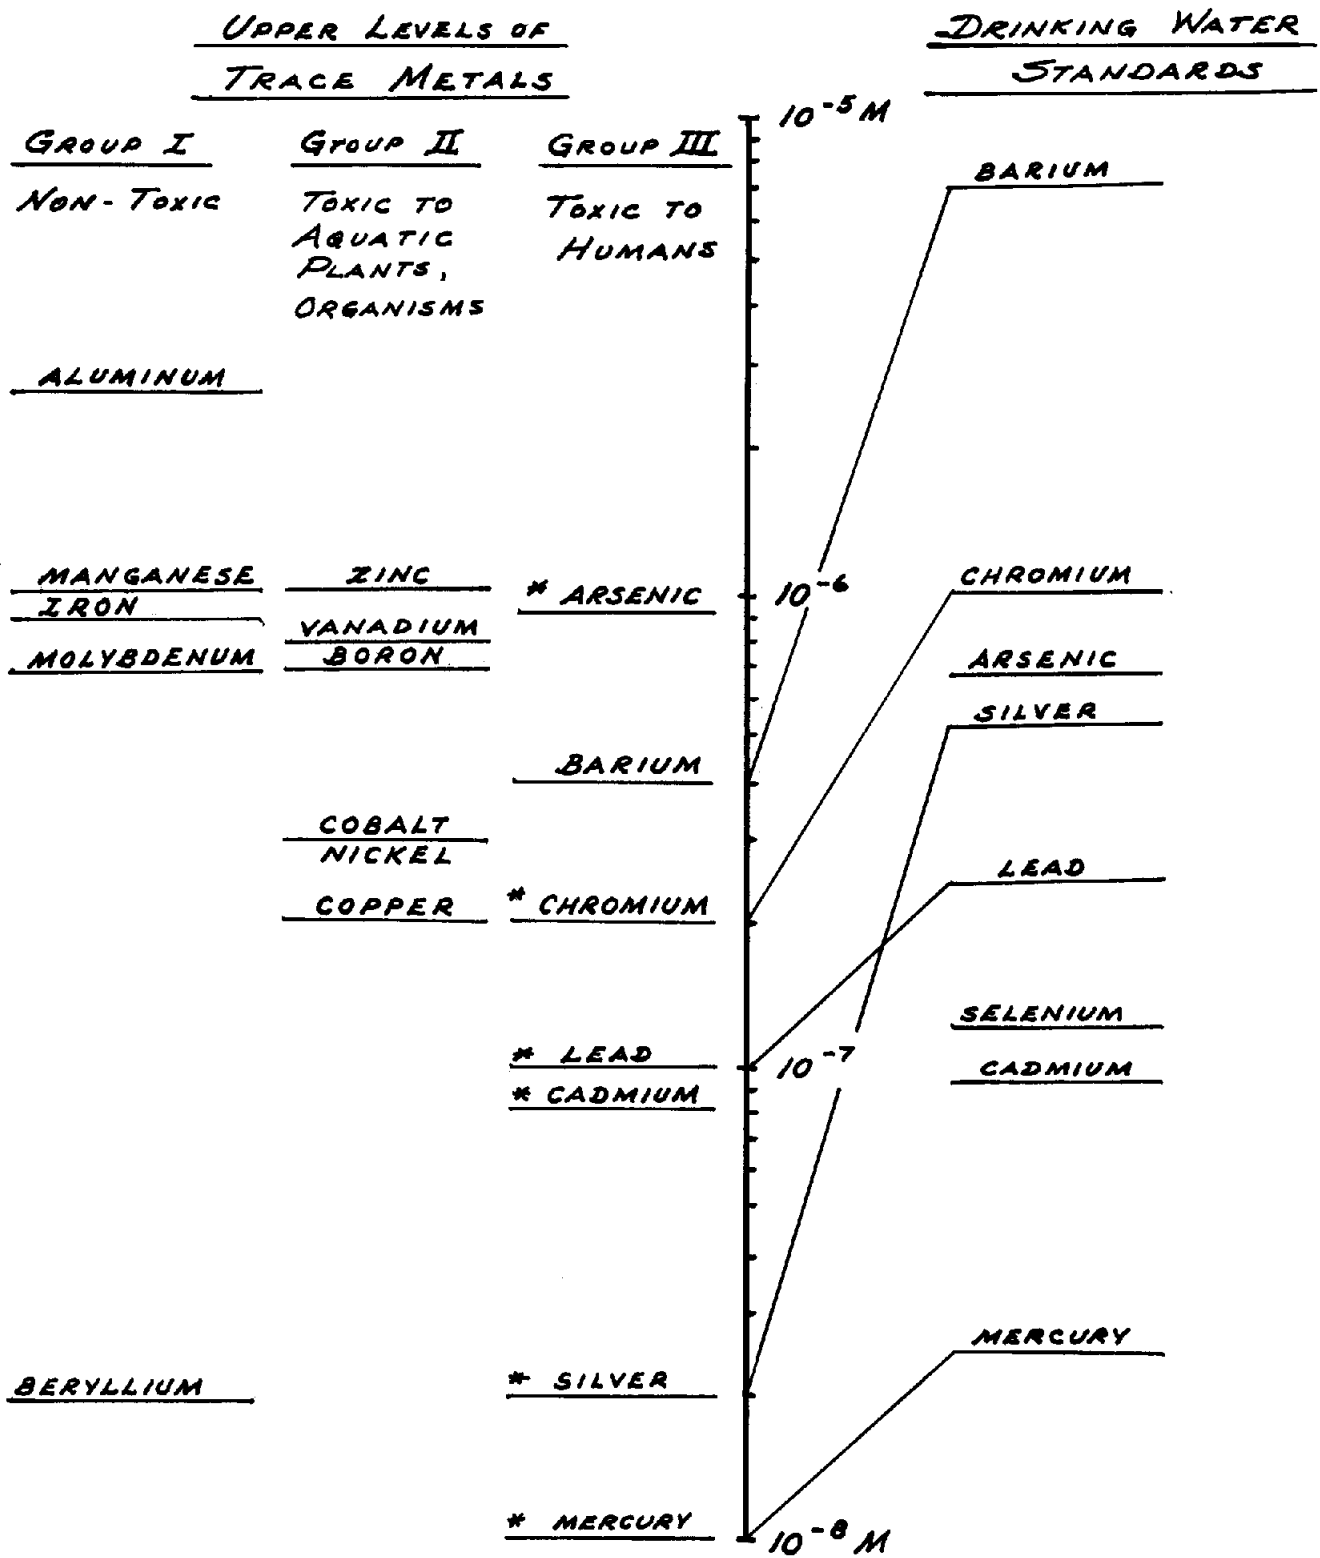 UPPER LEVELS OF
TRACE METALS
DRINKING WATER
STANDARDS
GROUP I
NON-TOXIC
GROUP II
TOXIC TO
AQUATIC
PLANTS,
ORGANISMS
GROUP III
TOXIC TO
HUMANS
ALUMINUM
MANGANESE
IRON
MOLYBDENUM
BERYLLIUM
ZINC
VANADIUM
BORON
COBALT
NICKEL
COPPER
* ARSENIC
BARIUM
* CHROMIUM
* LEAD
* CADMIUM
* SILVER
* MERCURY
10⁻⁵ M
10⁻⁶
10⁻⁷
10⁻⁸ M
BARIUM
CHROMIUM
ARSENIC
SILVER
LEAD
SELENIUM
CADMIUM
MERCURY